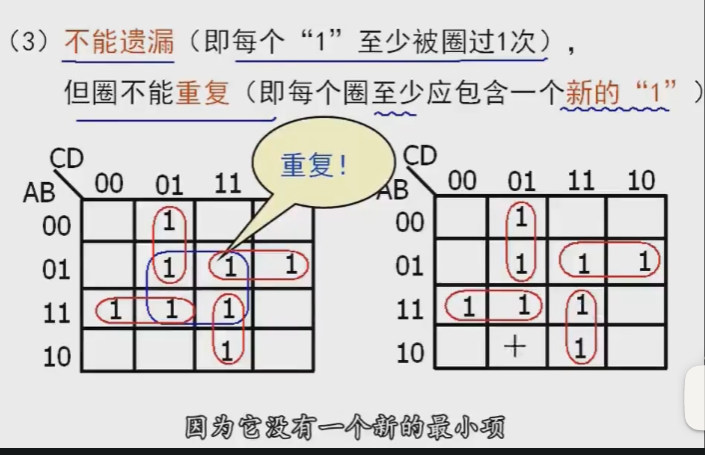 (3) 不能遗漏（即每个“1”至少被圈过1次），
但圈不能重复（即每个圈至少应包含一个新的“1”）
重复！
CD
AB 00 01 11
00 1
01 1 1 1
11 1 1 1
10 1
CD
AB 00 01 11 10
00 1
01 1 1 1
11 1 1 1
10 1
因为它没有一个新的最小项